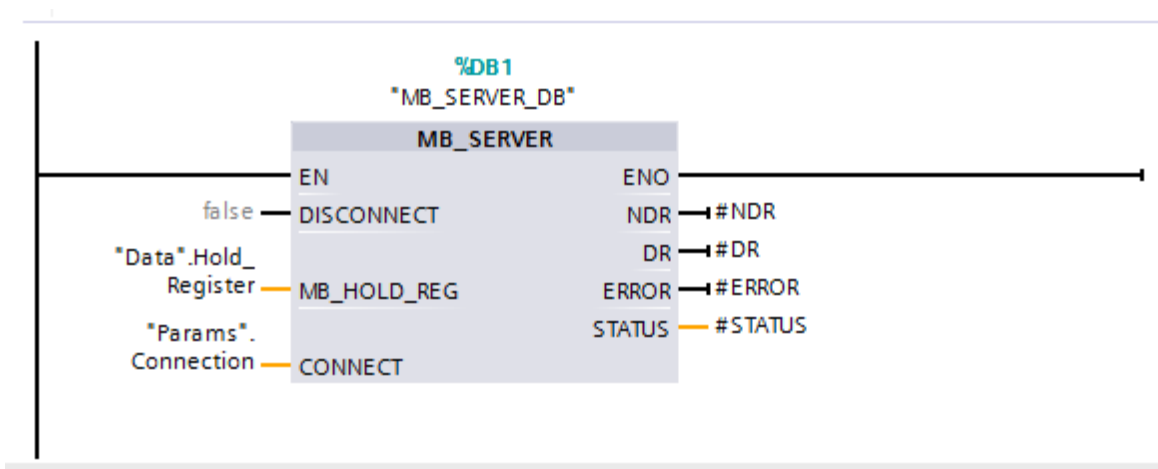 %DB1
"MB_SERVER_DB"
MB_SERVER
EN
ENO
false
DISCONNECT
NDR
#NDR
"Data".Hold_
Register
DR
#DR
MB_HOLD_REG
ERROR
#ERROR
"Params".
Connection
STATUS
#STATUS
CONNECT